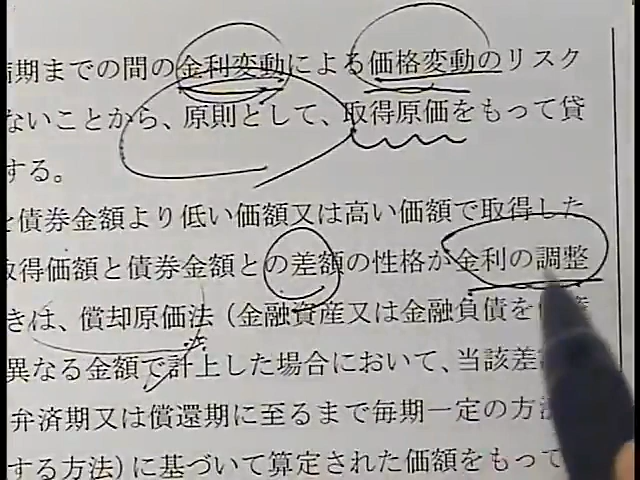 期までの間の金利変動による価格変動のリスク
ないことから、原則として、取得原価をもって貸
する。
債券金額より低い価額又は高い価額で取得した
取得価額と債券金額との差額の性格が金利の調整
きは、償却原価法（金融資産又は金融負債を
異なる金額で計上した場合において、当該差
弁済期又は償還期に至るまで毎期一定の方
する方法）に基づいて算定された価額をもって